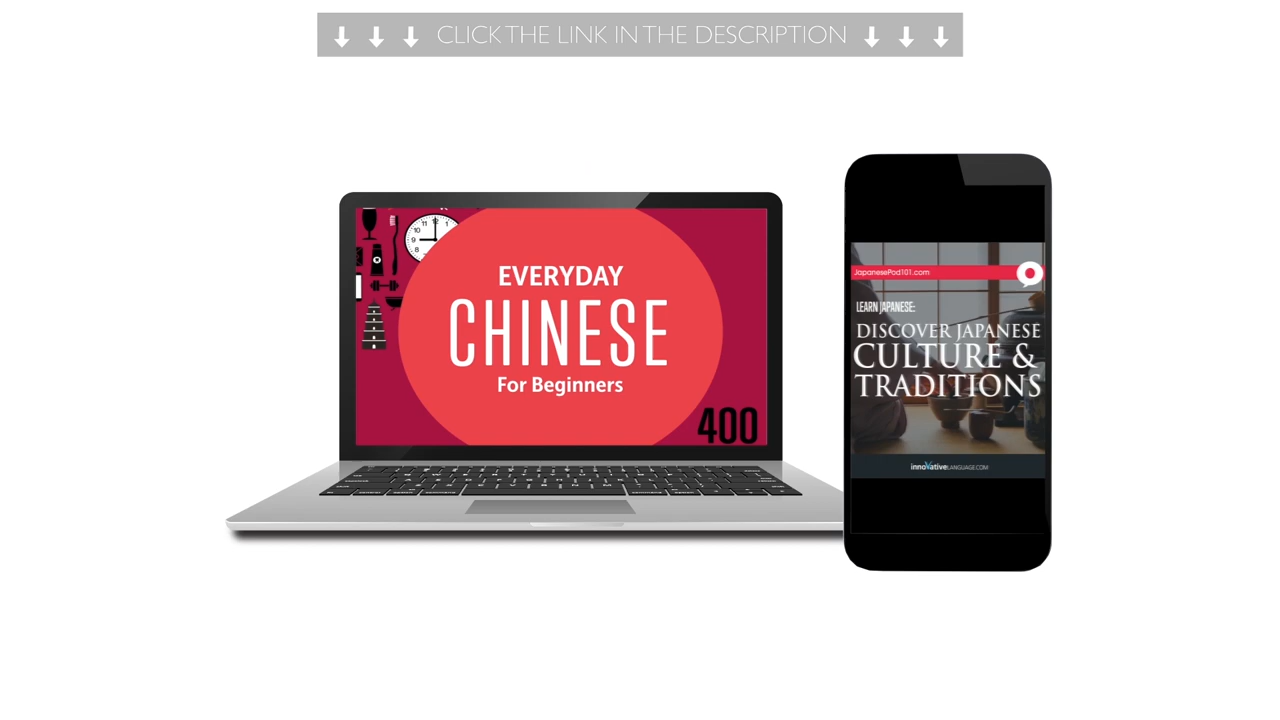 CLICK THE LINK IN THE DESCRIPTION
EVERYDAY
CHINESE
For Beginners
400
JapanesePod101.com
LEARN JAPANESE:
DISCOVER JAPANESE
CULTURE &
TRADITIONS
innoVativeLANGUAGE.COM